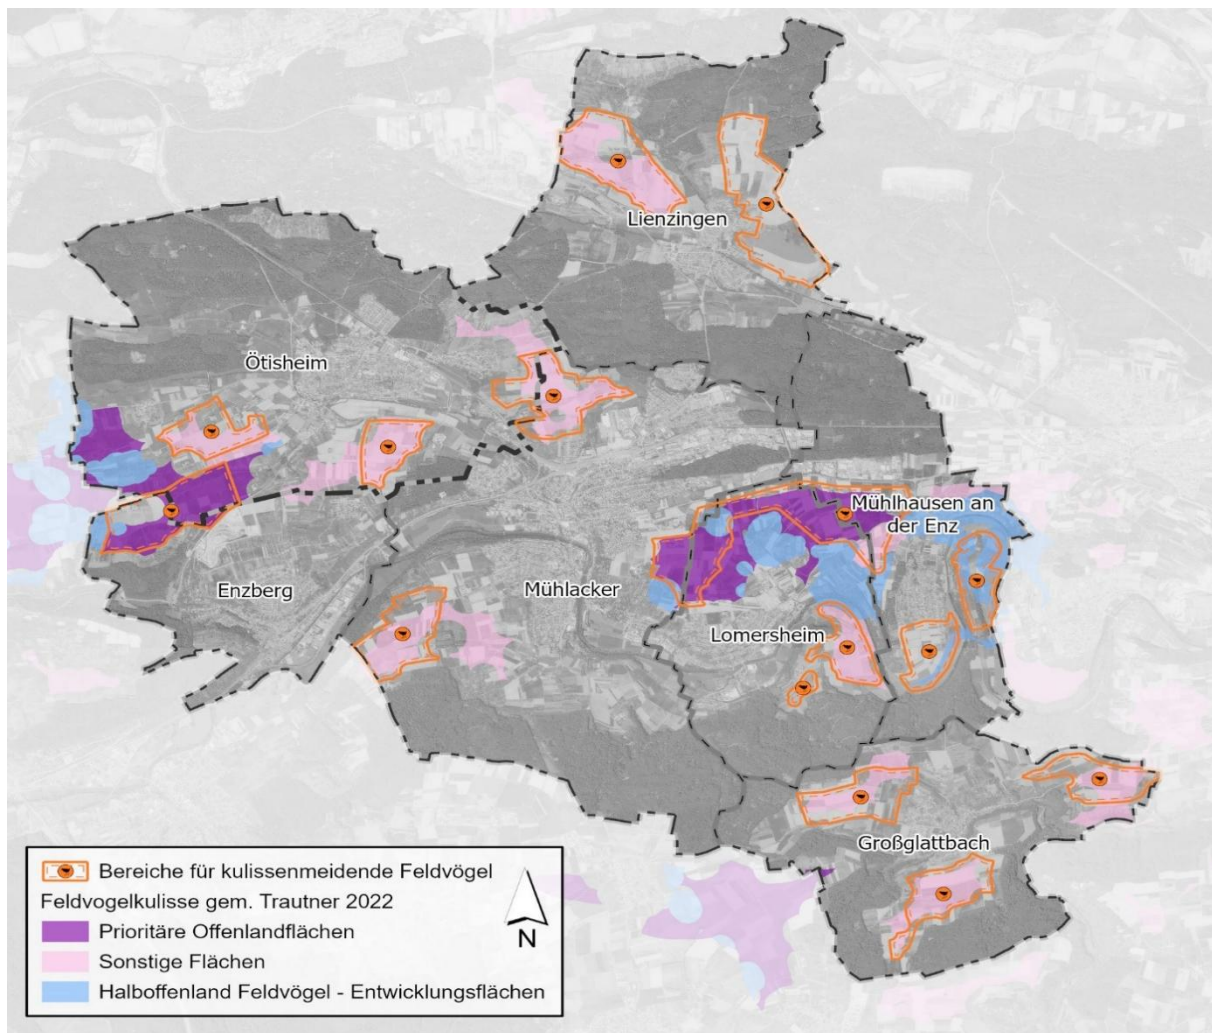 Lienzingen
Ötisheim
Mühlhausen an
der Enz
Enzberg
Mühlacker
Lomersheim
Großglattbach
Bereiche für kulissenmeidende Feldvögel
Feldvogelkulisse gem. Trautner 2022
Prioritäre Offenlandflächen
Sonstige Flächen
Halboffenland Feldvögel - Entwicklungsflächen
N